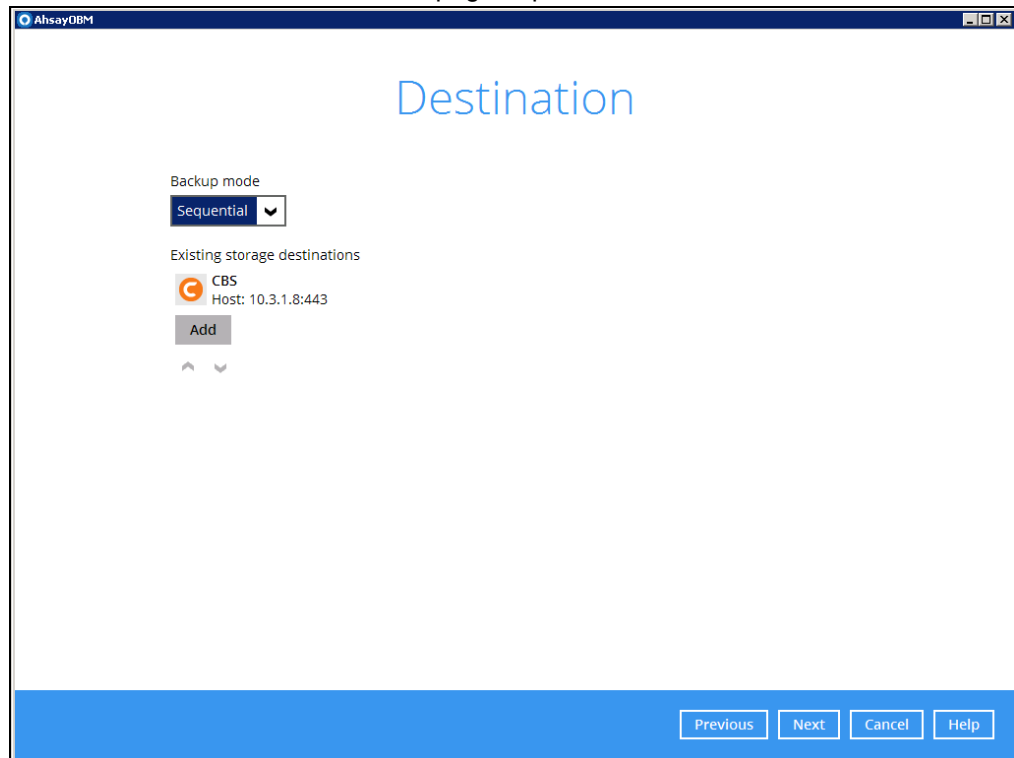 AhsayOBM
Destination
Backup mode
Sequential
Existing storage destinations
C
CBS
Host: 10.3.1.8:443
Add
Previous Next Cancel Help